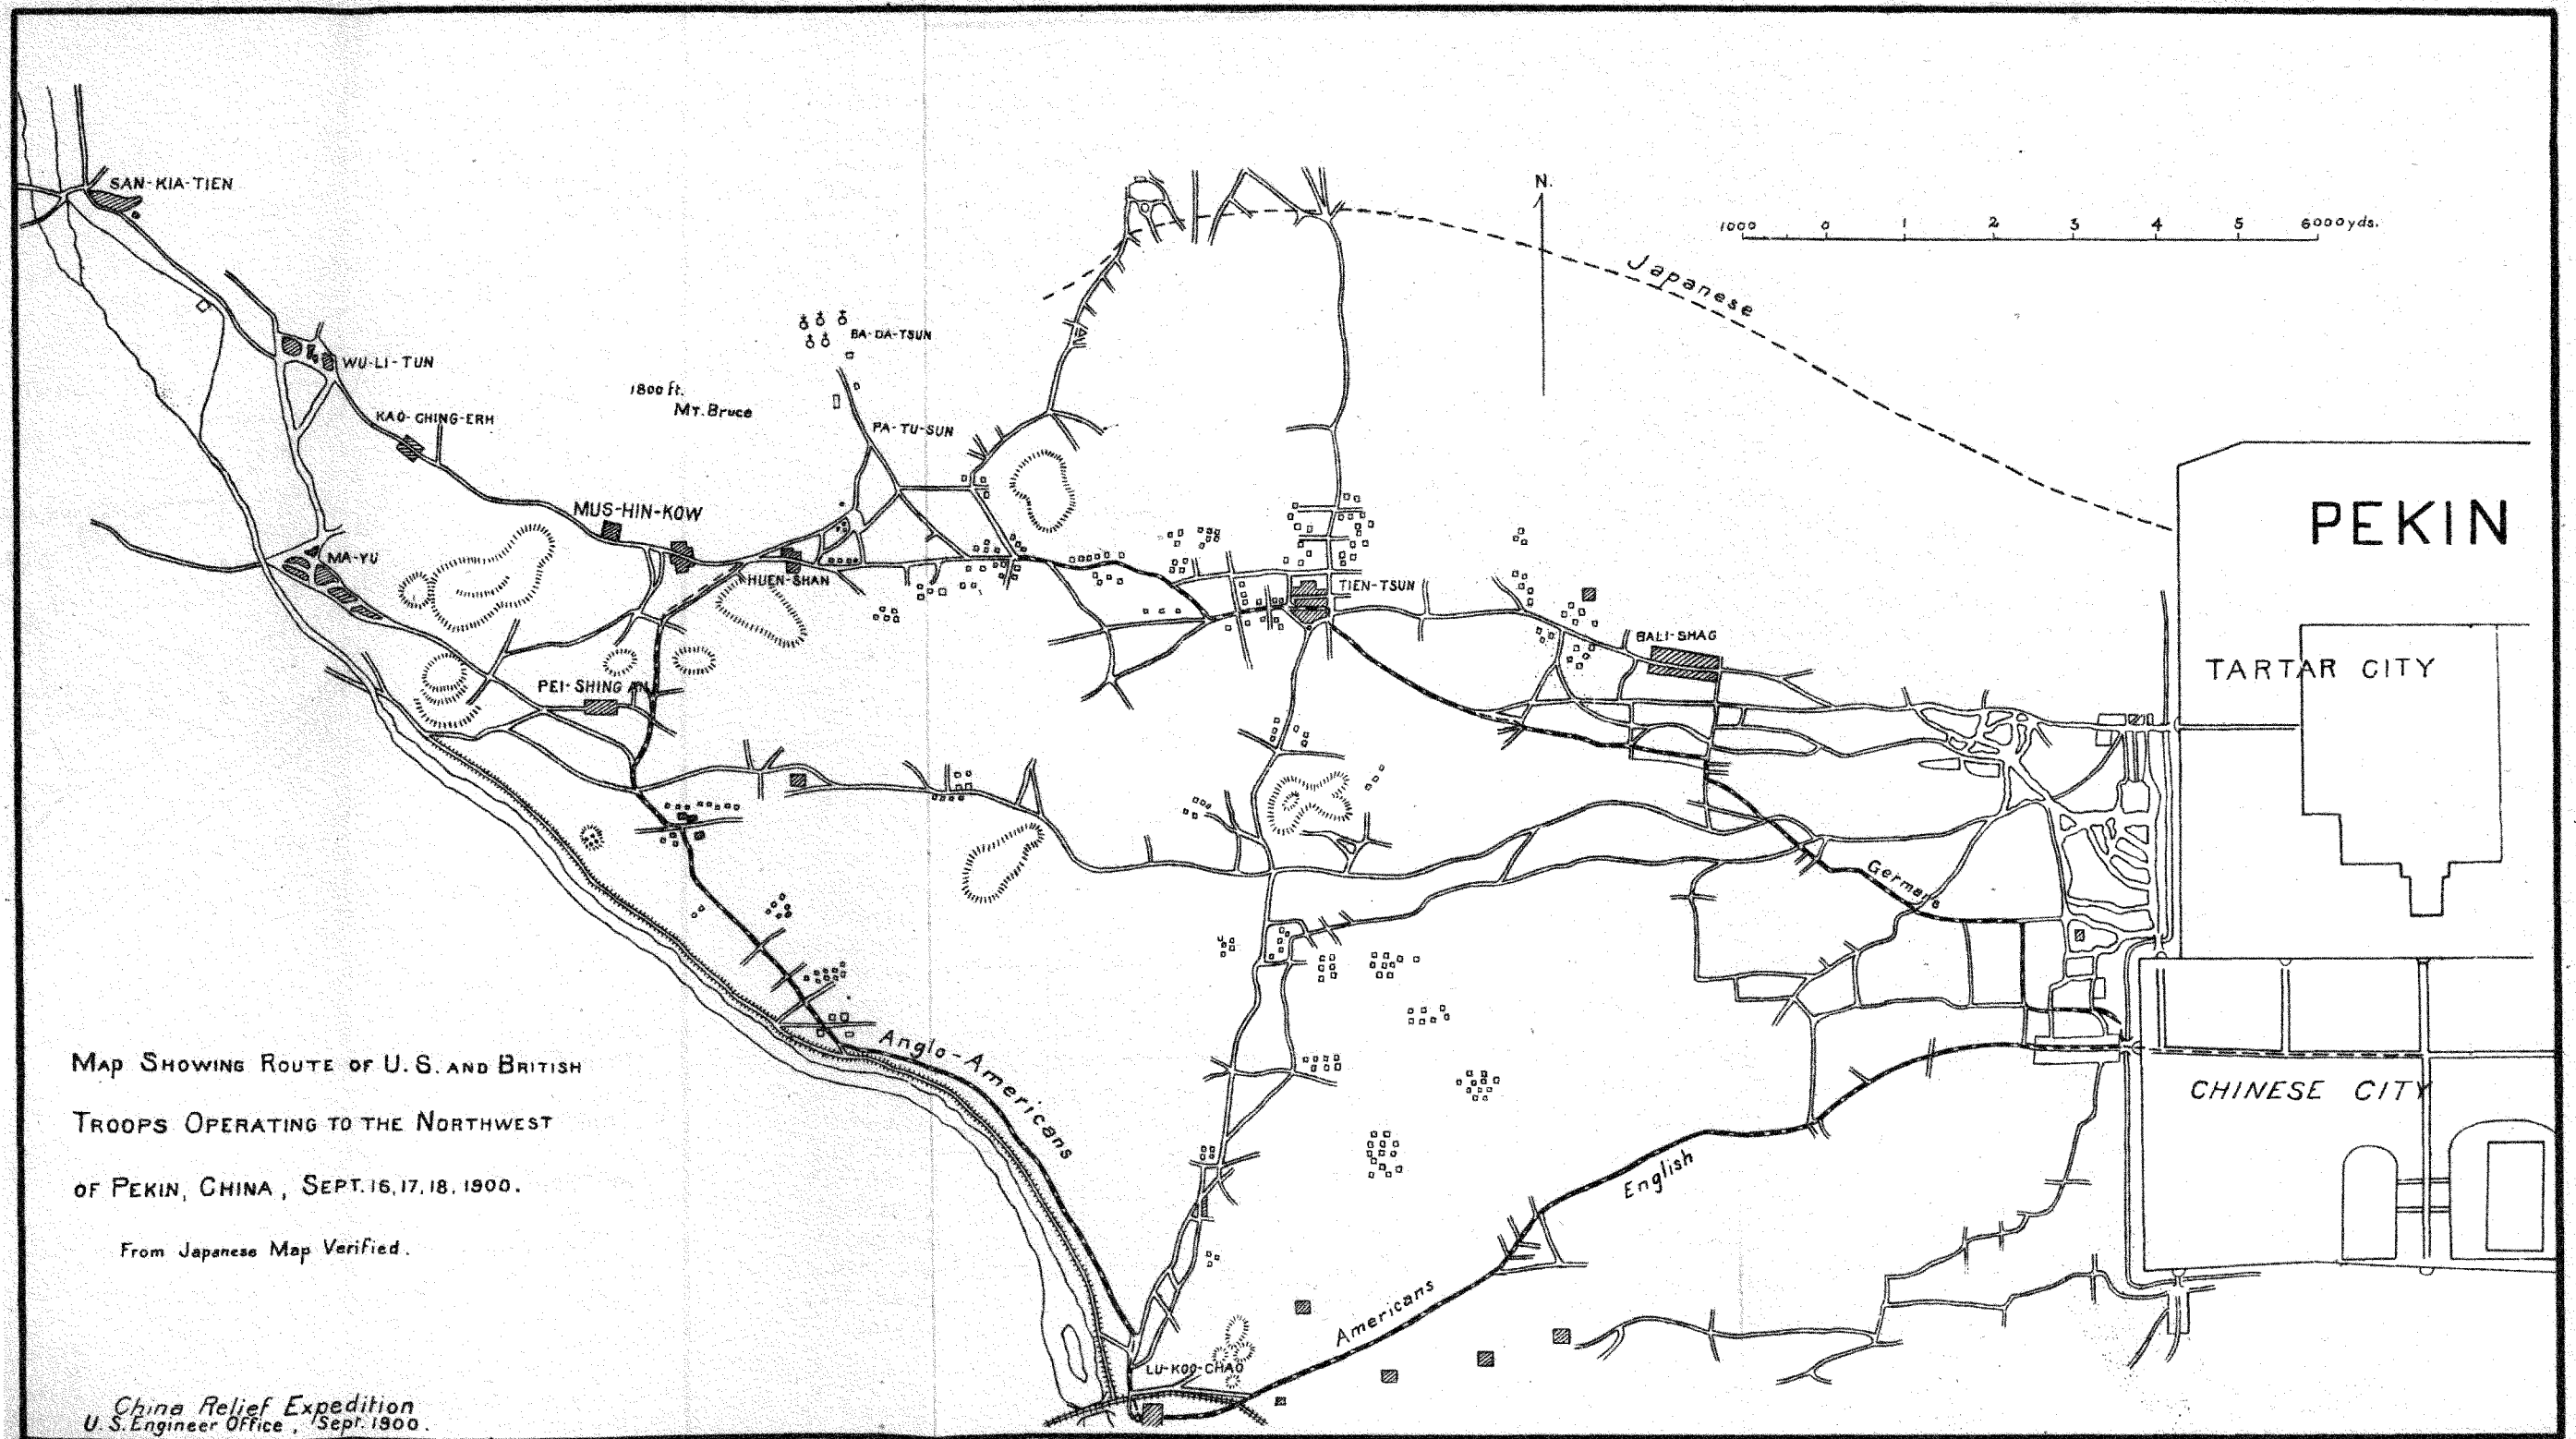 SAN-KIA-TIEN
N.
1000 0 1 2 3 4 5 6000 yds.
Japanese
BA-DA-TSUN
WU-LI-TUN
1800 ft.
MT. Bruce
KAO-CHING-ERH
PA-TU-SUN
MUS-HIN-KOW
PEKIN
MA-YU
HUEN-SHAN
TIEN-TSUN
BALI-SHAG
TARTAR CITY
PEI-SHING AN
Germans
Anglo-Americans
MAP SHOWING ROUTE OF U.S. AND BRITISH
TROOPS OPERATING TO THE NORTHWEST
OF PEKIN, CHINA, SEPT. 16, 17, 18, 1900.
From Japanese Map Verified.
CHINESE CITY
English
Americans
LU-KOO-CHAO
China Relief Expedition
U.S. Engineer Office, Sept. 1900.